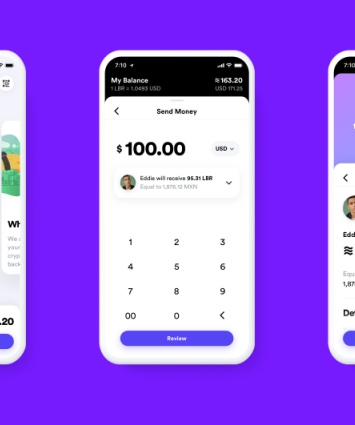 7:10
My Balance
≋163.20
1 LBR = 1.0493 USD
USD 171.25
Send Money
$ 100.00
USD
Eddie will receive 95.31 LBR
Equal to 1,876.12 MXN
1 2 3
4 5 6
7 8 9
00 0
Review
Wh
We
your
cryp
back
.20
7:10
Edd
≋
Equa
1,87
De